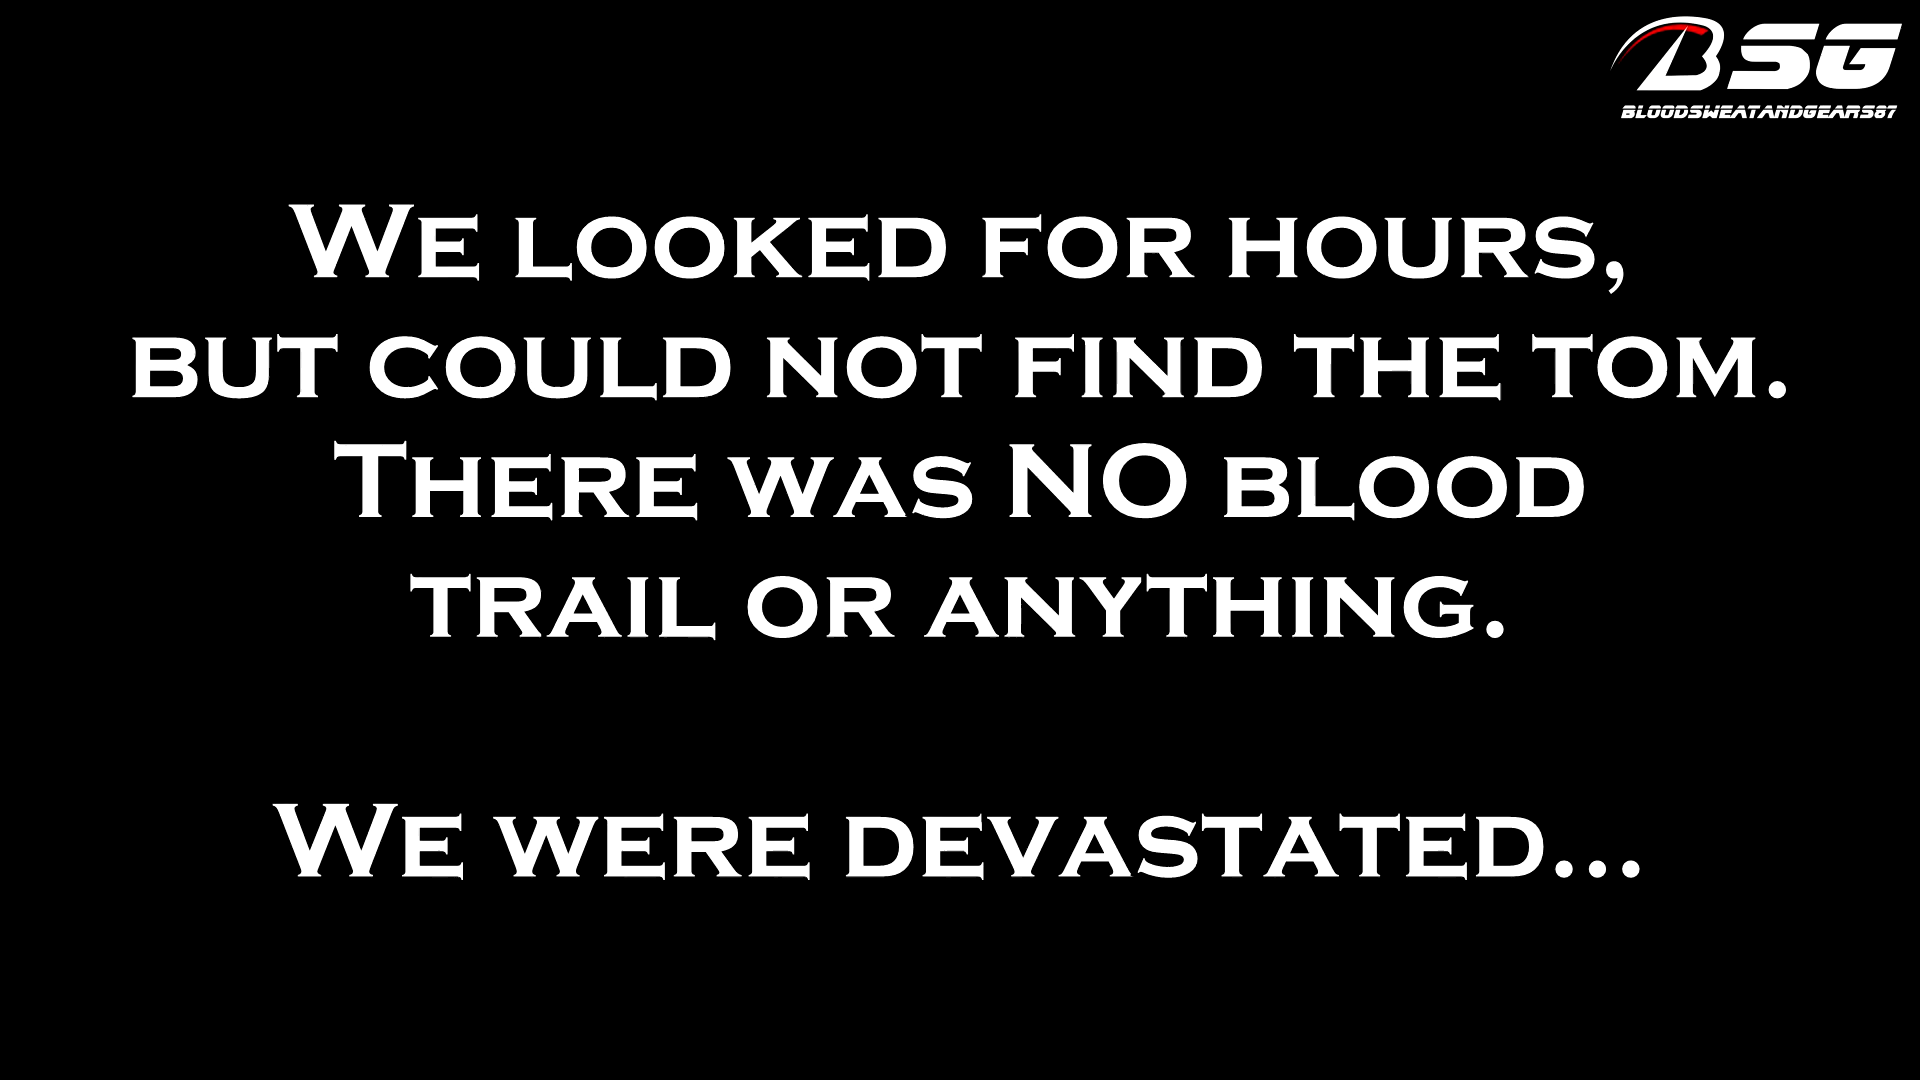 BSG
BLOODSWEATANDGEARS87
We looked for hours,
but could not find the tom.
There was NO blood
trail or anything.
We were devastated...